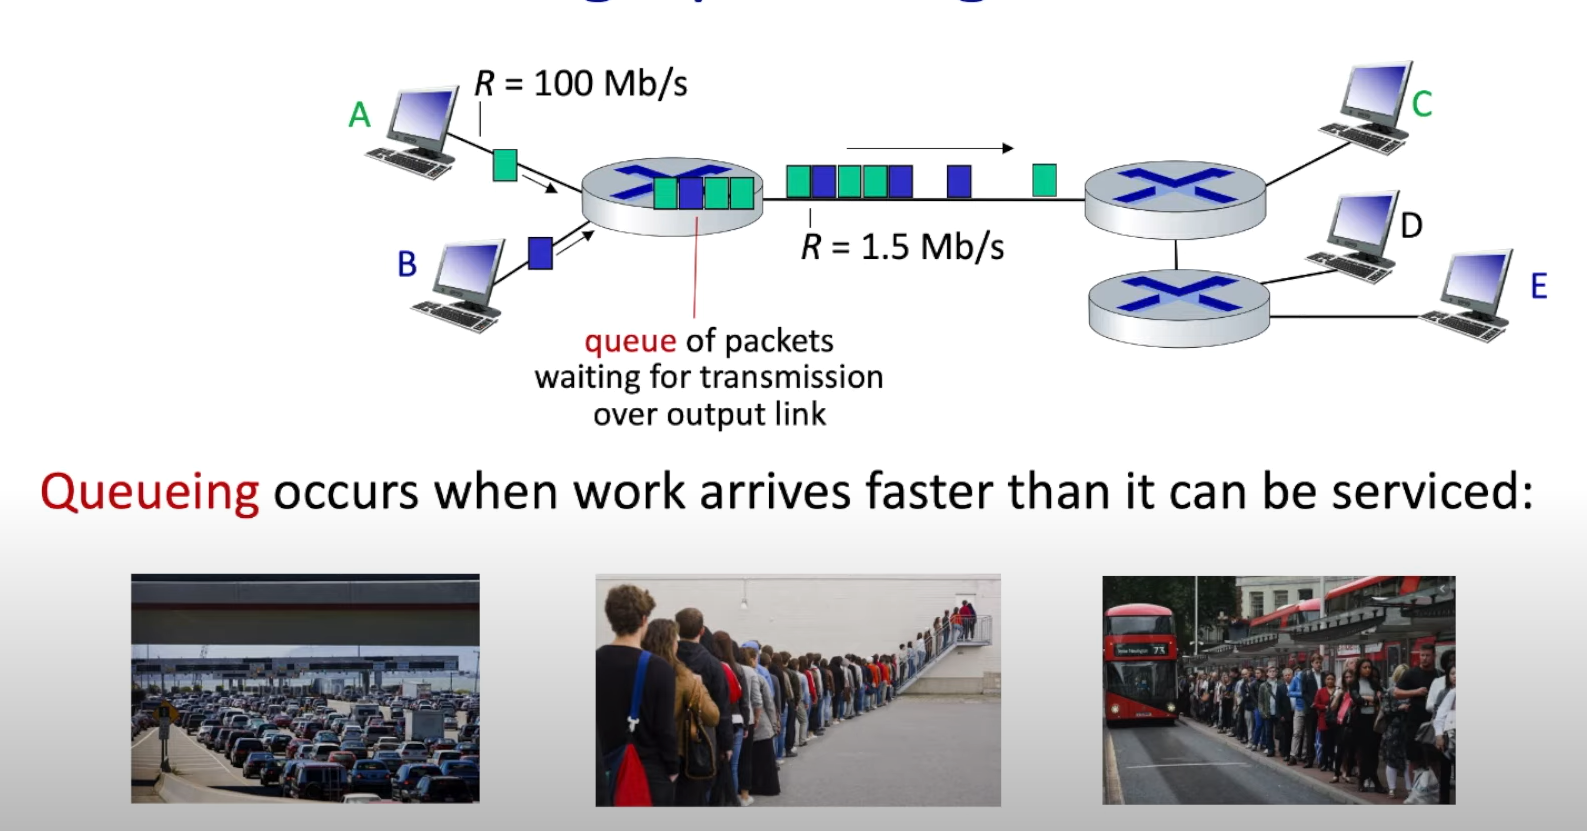 R = 100 Mb/s
A
C
D
R = 1.5 Mb/s
B
E
queue of packets
waiting for transmission
over output link
Queueing occurs when work arrives faster than it can be serviced:
73